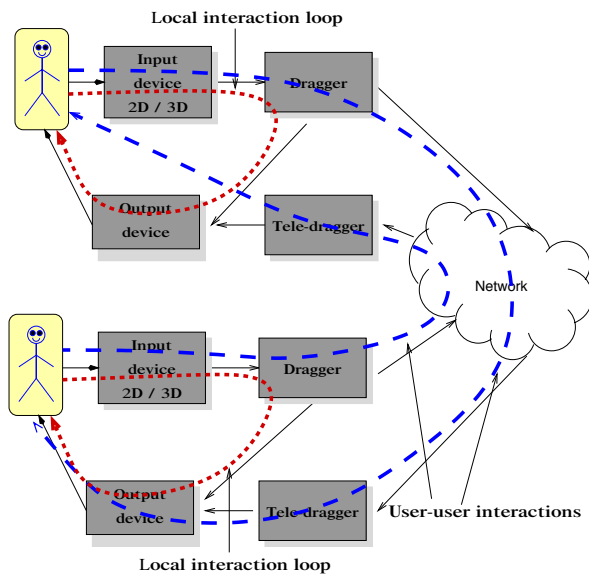 Local interaction loop
Input
device
2D / 3D
Dragger
Output
device
Tele-dragger
Network
Input
device
2D / 3D
Dragger
Output
device
Tele-dragger
User-user interactions
Local interaction loop